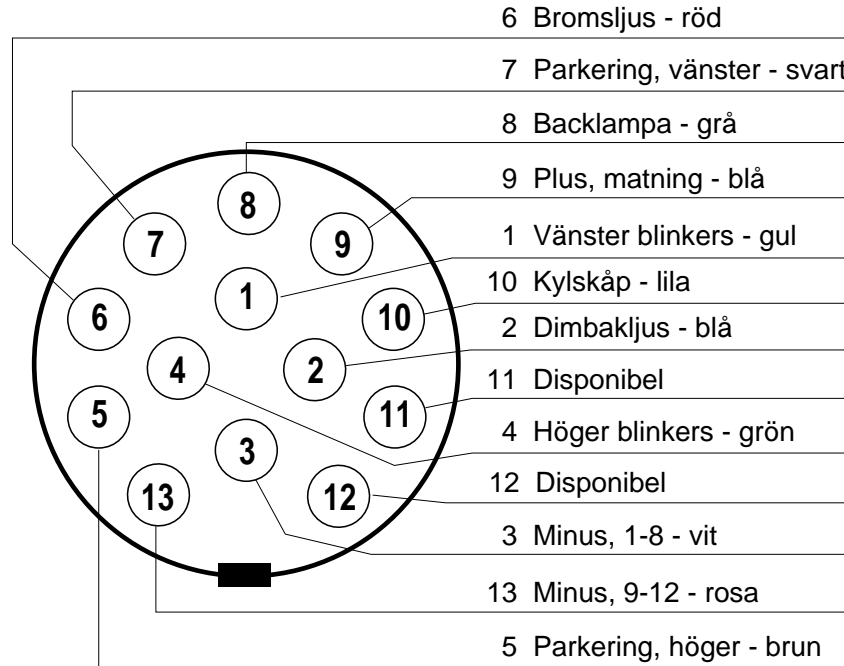 6 Bromsljus - röd
7 Parkering, vänster - svart
8 Backlampa - grå
9 Plus, matning - blå
1 Vänster blinkers - gul
10 Kylskåp - lila
2 Dimbakljus - blå
11 Disponibel
4 Höger blinkers - grön
12 Disponibel
3 Minus, 1-8 - vit
13 Minus, 9-12 - rosa
5 Parkering, höger - brun
8
7
9
1
6
10
4
2
5
11
3
13
12